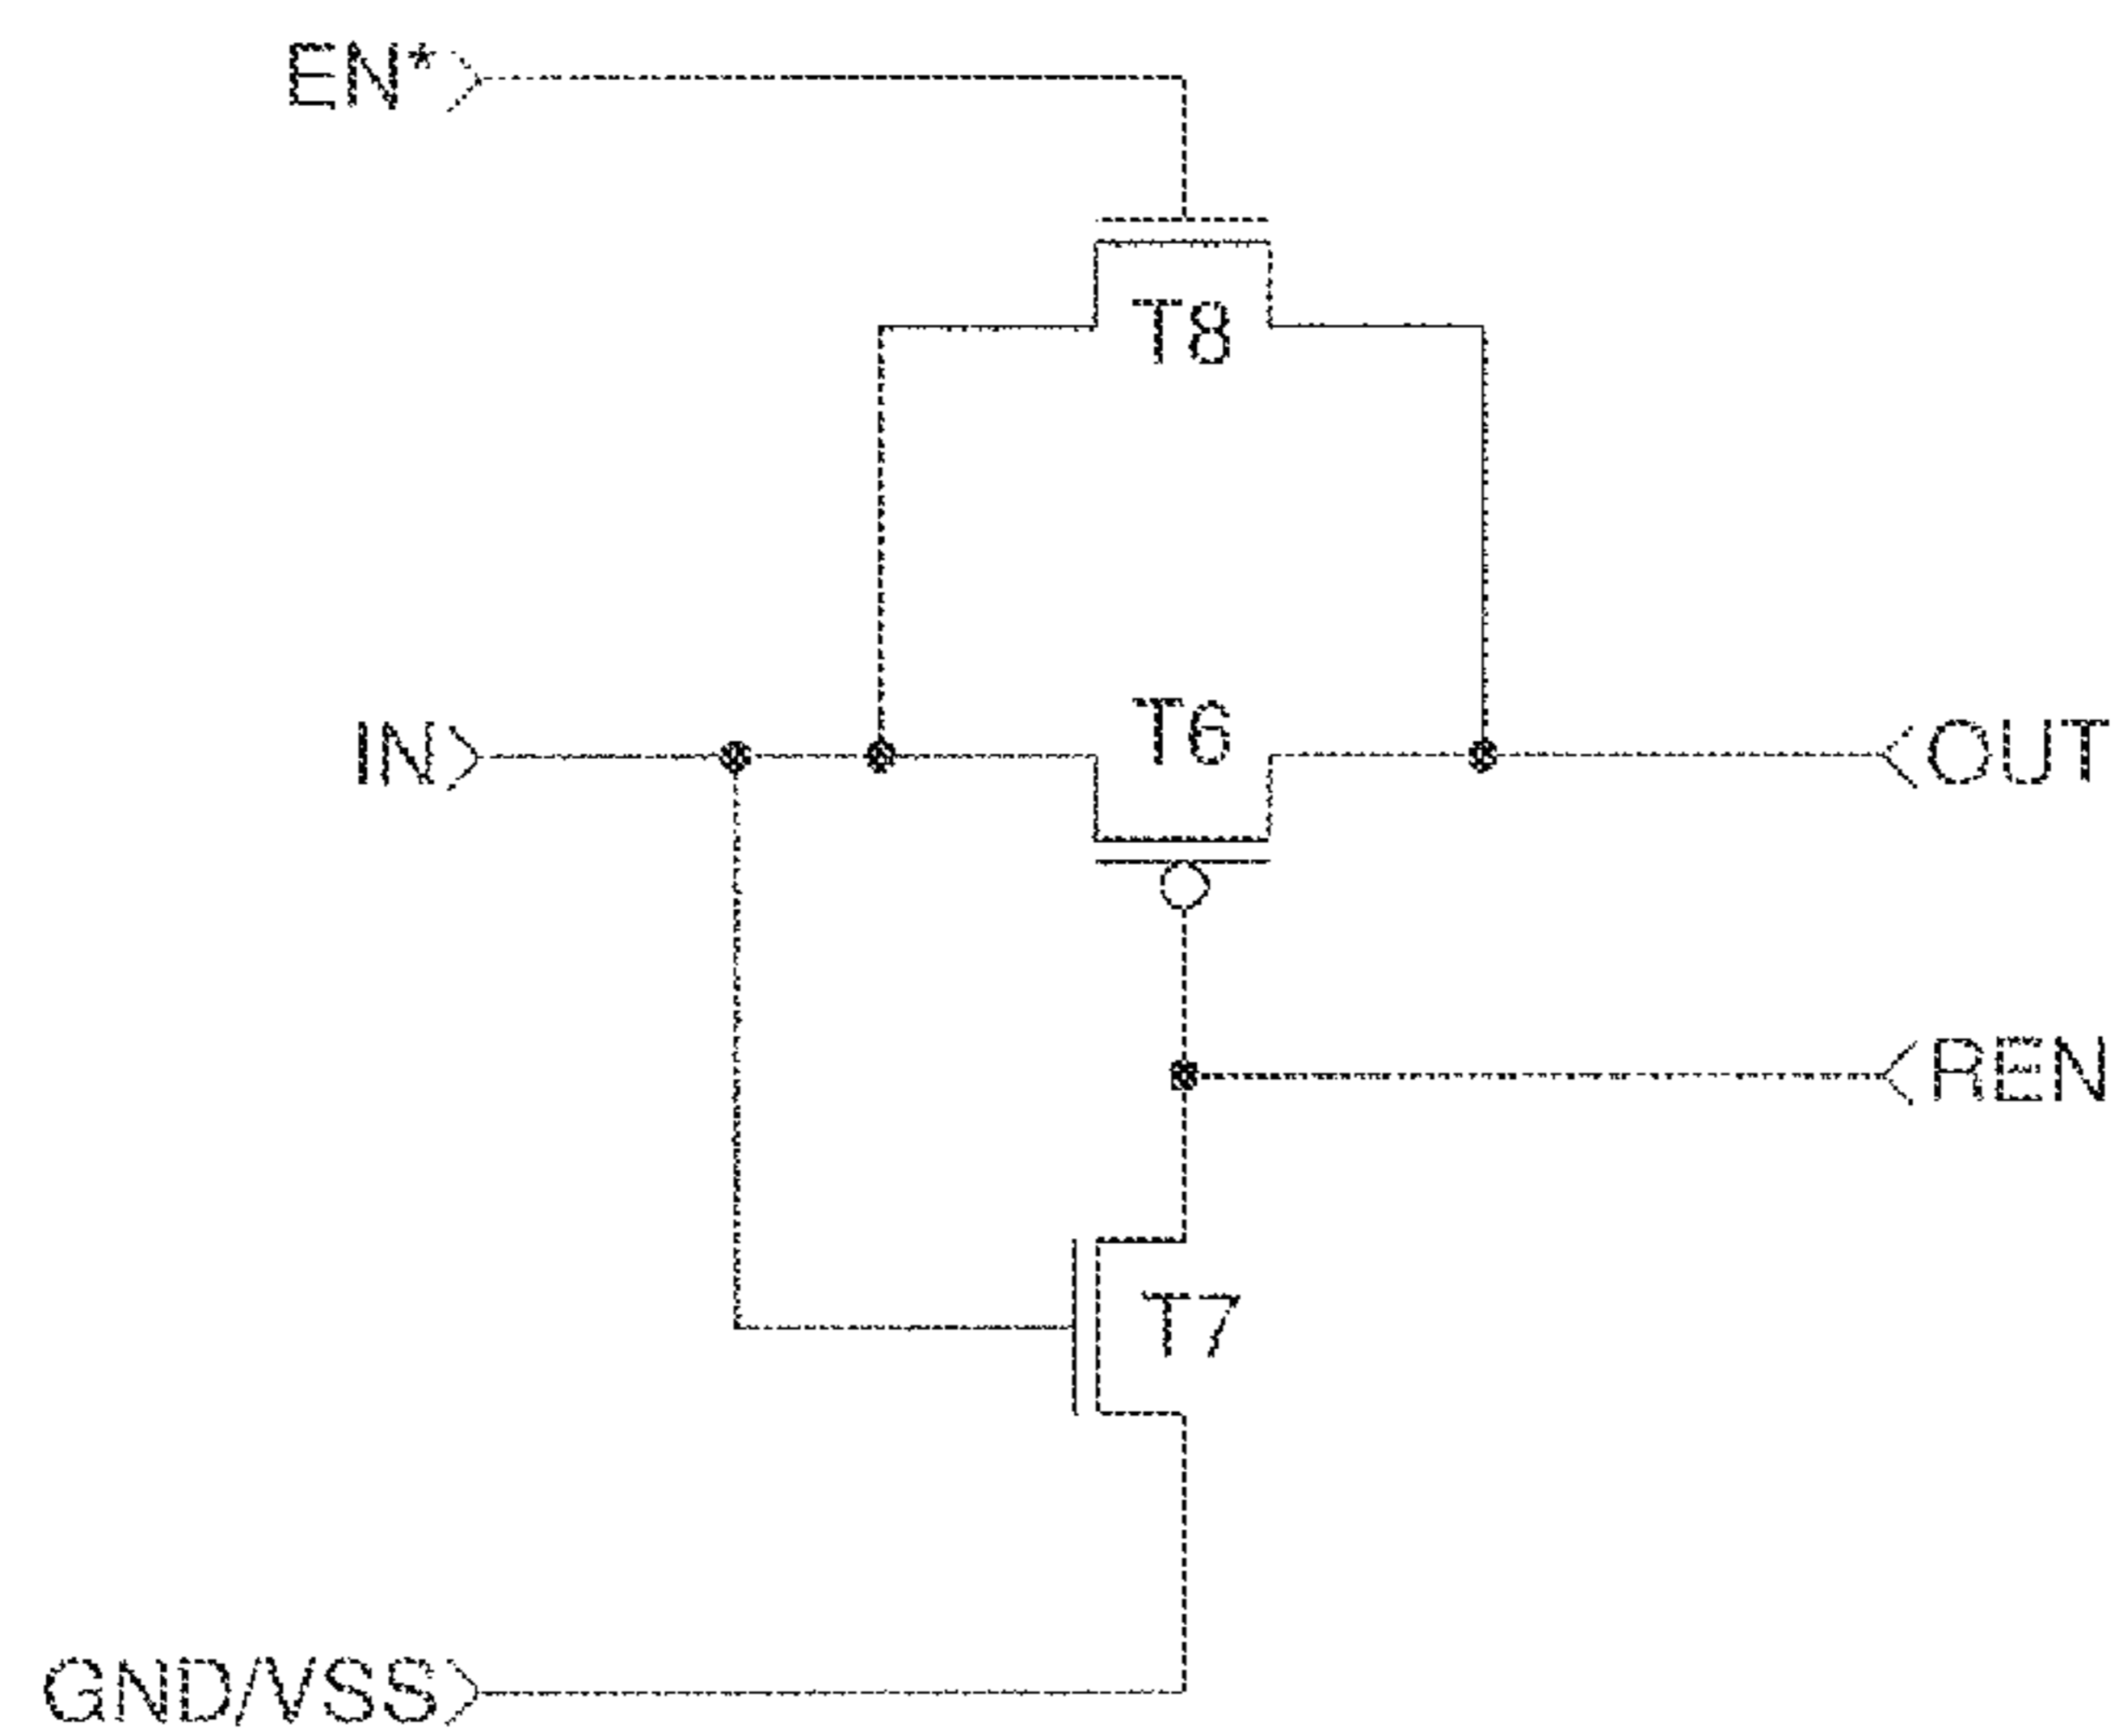 EN*
T8
IN
T6
OUT
REN
T7
GND/VSS